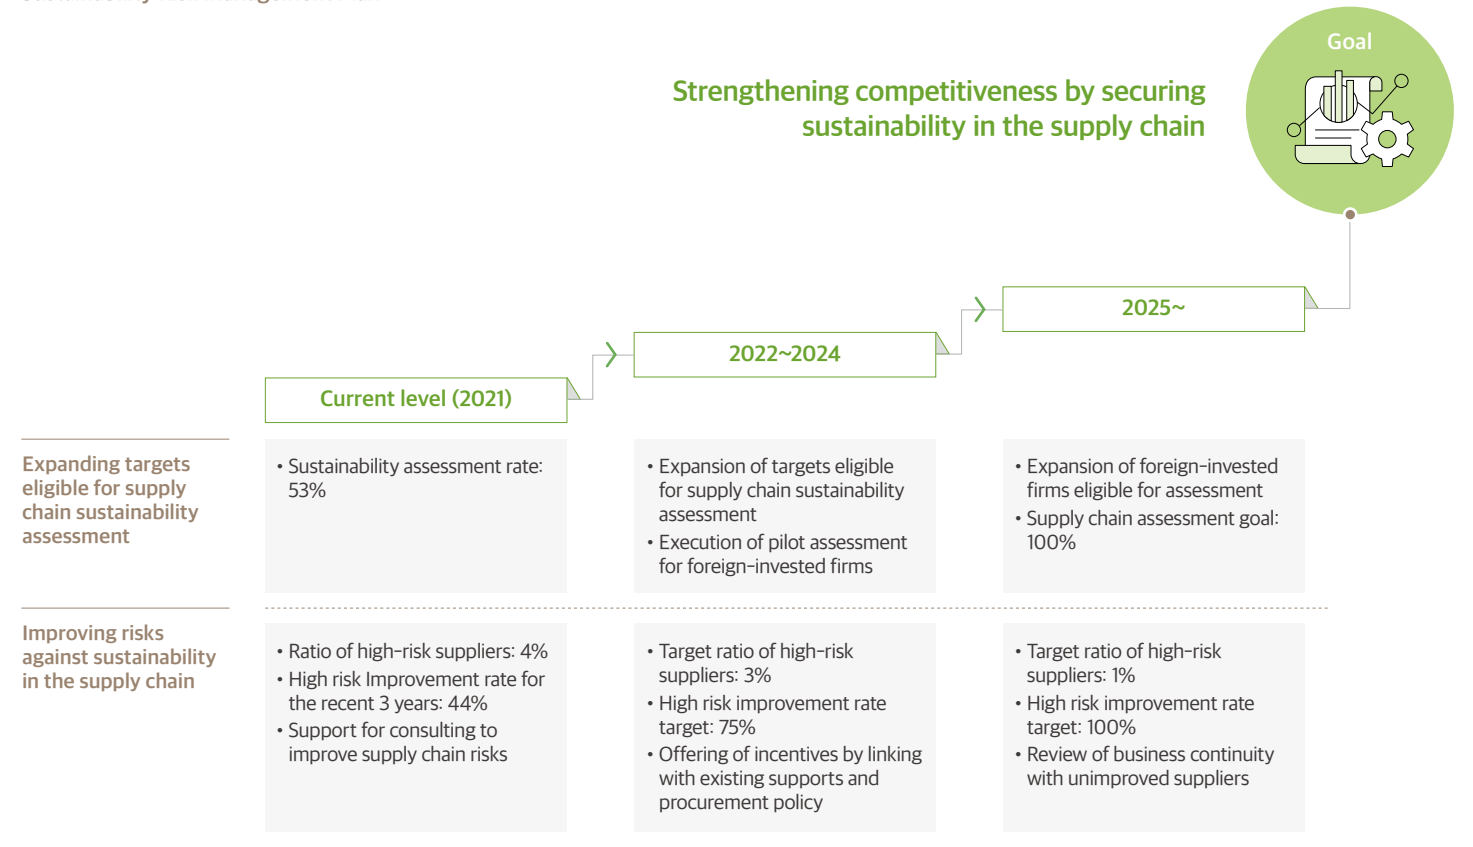 Goal
Strengthening competitiveness by securing
sustainability in the supply chain
2025~
2022~2024
Current level (2021)
Expanding targets
eligible for supply
chain sustainability
assessment
• Sustainability assessment rate:
53%
• Expansion of targets eligible
for supply chain sustainability
assessment
• Execution of pilot assessment
for foreign-invested firms
• Expansion of foreign-invested
firms eligible for assessment
• Supply chain assessment goal:
100%
Improving risks
against sustainability
in the supply chain
• Ratio of high-risk suppliers: 4%
• High risk Improvement rate for
the recent 3 years: 44%
• Support for consulting to
improve supply chain risks
• Target ratio of high-risk
suppliers: 3%
• High risk improvement rate
target: 75%
• Offering of incentives by linking
with existing supports and
procurement policy
• Target ratio of high-risk
suppliers: 1%
• High risk improvement rate
target: 100%
• Review of business continuity
with unimproved suppliers